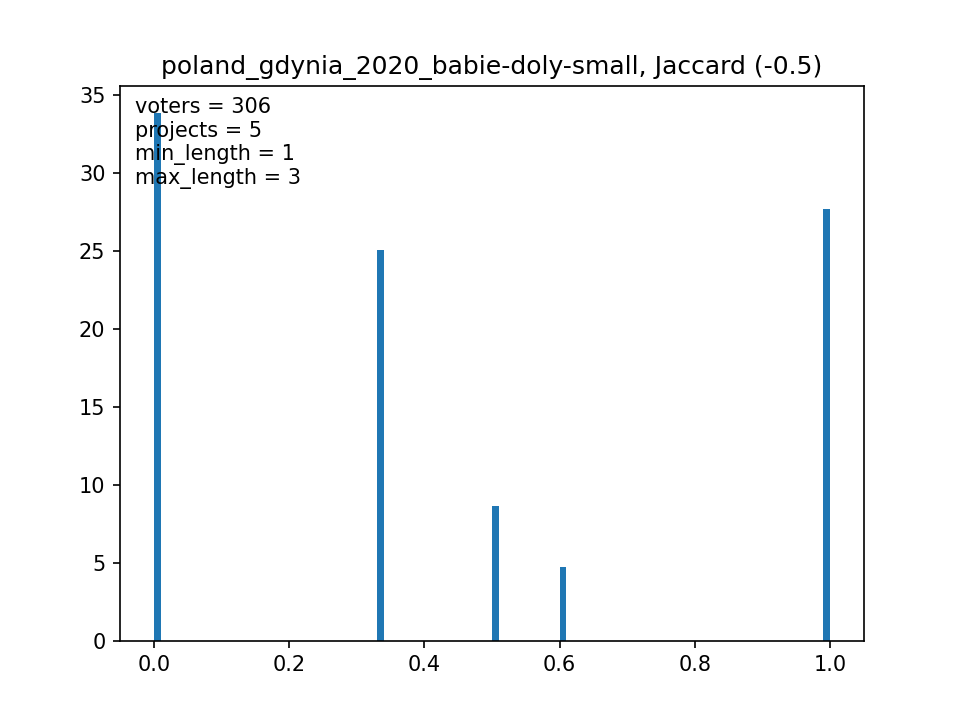 poland_gdynia_2020_babie-doly-small, Jaccard (-0.5)
voters = 306
projects = 5
min_length = 1
max_length = 3
35
30
25
20
15
10
5
0
0.0 0.2 0.4 0.6 0.8 1.0